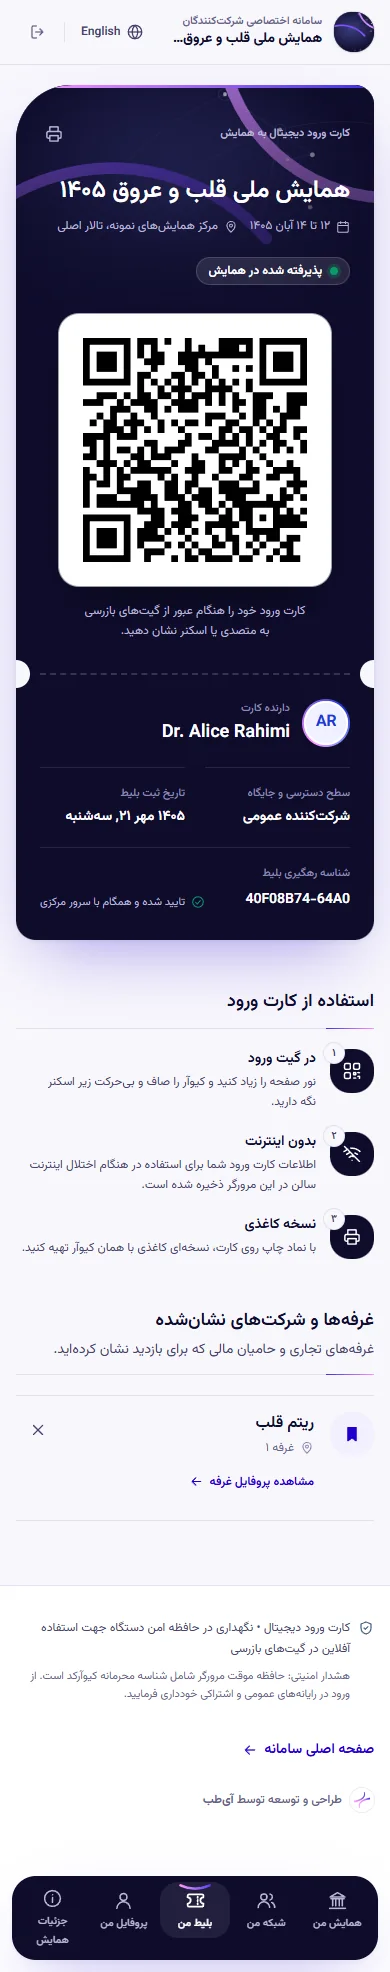 سامانه اختصاصی شرکت‌کنندگان
همایش ملی قلب و عروق...
English
کارت ورود دیجیتال به همایش
همایش ملی قلب و عروق ۱۴۰۵
۱۲ تا ۱۴ آبان ۱۴۰۵
مرکز همایش‌های نمونه، تالار اصلی
پذیرفته شده در همایش
کارت ورود خود را هنگام عبور از گیت‌های بازرسی
به متصدی یا اسکنر نشان دهید.
AR
دارنده کارت
Dr. Alice Rahimi
سطح دسترسی و جایگاه
شرکت‌کننده عمومی
تاریخ ثبت بلیط
۱۴۰۵ مهر ۲۱, سه‌شنبه
شناسه رهگیری بلیط
40F08B74-64A0
تایید شده و همگام با سرور مرکزی
استفاده از کارت ورود
۱
در گیت ورود
نور صفحه را زیاد کنید و کیوآر را صاف و بی‌حرکت زیر اسکنر
نگه دارید.
۲
بدون اینترنت
اطلاعات کارت ورود شما برای استفاده در هنگام اختلال اینترنت
سالن در این مرورگر ذخیره شده است.
۳
نسخه کاغذی
با نماد چاپ روی کارت، نسخه‌ای کاغذی با همان کیوآر تهیه کنید.
غرفه‌ها و شرکت‌های نشان‌شده
غرفه‌های تجاری و حامیان مالی که برای بازدید نشان کرده‌اید.
ریتم قلب
غرفه ۱
مشاهده پروفایل غرفه
کارت ورود دیجیتال • نگهداری در حافظه امن دستگاه جهت استفاده
آفلاین در گیت‌های بازرسی
هشدار امنیتی: حافظه موقت مرورگر شامل شناسه محرمانه کیوآرکد است. از
ورود در رایانه‌های عمومی و اشتراکی خودداری فرمایید.
صفحه اصلی سامانه
طراحی و توسعه توسط آی‌طب
همایش من
شبکه من
بلیط من
پروفایل من
جزئیات
همایش